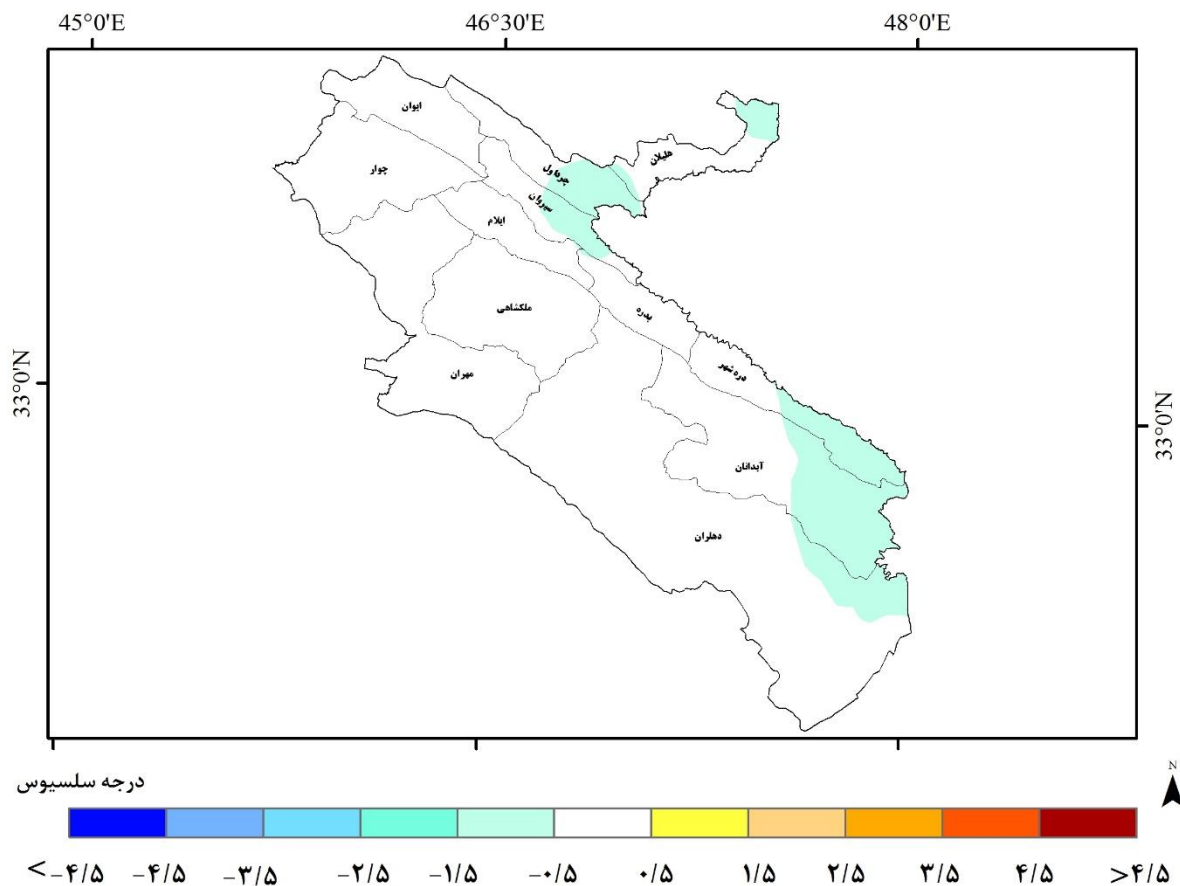 45°0'E 46°30'E 48°0'E
ایوان
هلیلان
چوار
چرداول
سیروان
ایلام
ملکشاهی
بدره
دره شهر
مهران
33°0'N
33°0'N
آبدانان
دهلران
درجه سلسیوس
N
<-۴/۵ -۴/۵ -۳/۵ -۲/۵ -۱/۵ -۰/۵ ۰/۵ ۱/۵ ۲/۵ ۳/۵ ۴/۵ >۴/۵